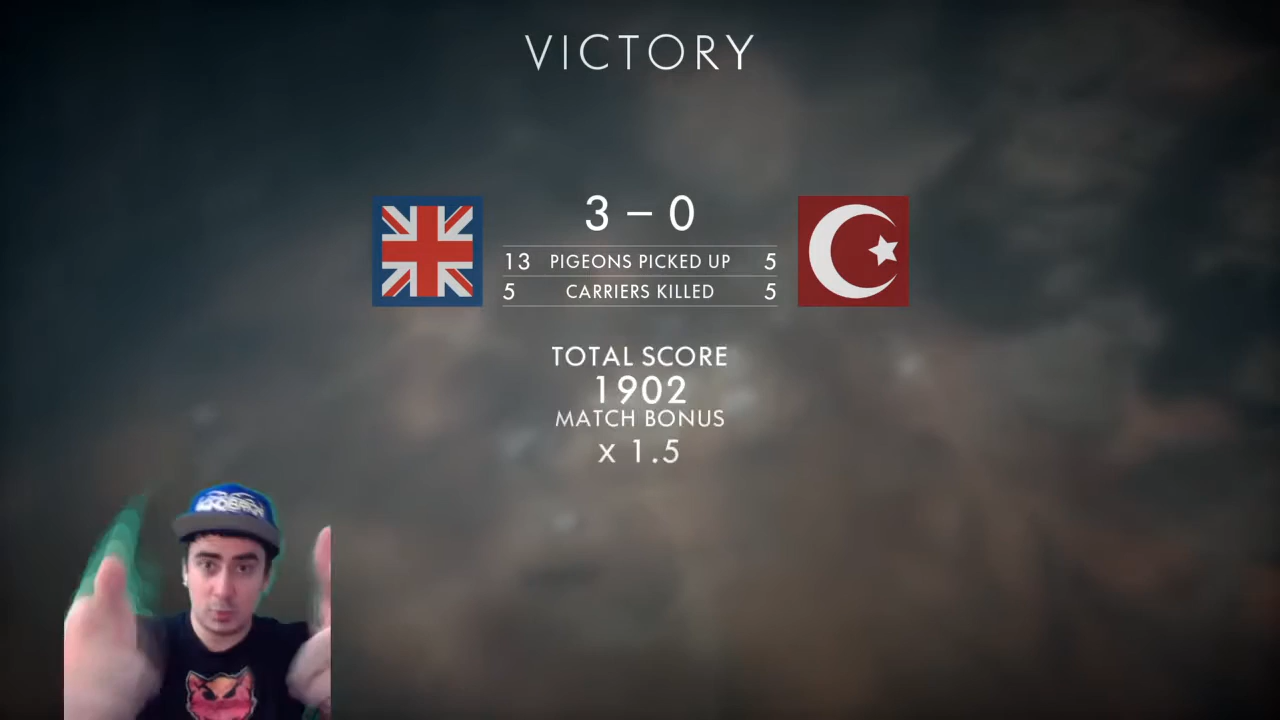 VICTORY
3 – 0
13 PIGEONS PICKED UP 5
5 CARRIERS KILLED 5
TOTAL SCORE
1902
MATCH BONUS
x 1.5